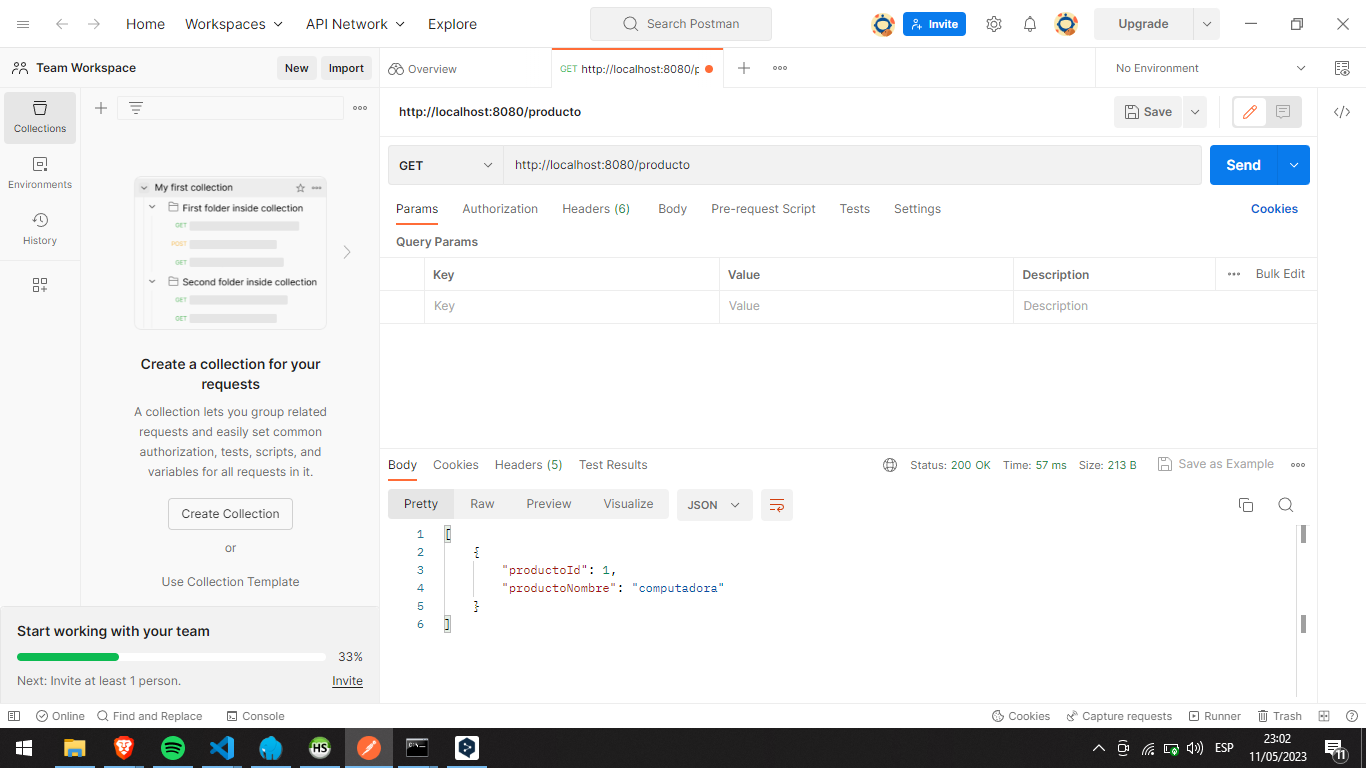 Home Workspaces API Network Explore Search Postman Invite Upgrade
Team Workspace New Import Overview GET http://localhost:8080/p No Environment
Collections
Environments
History
My first collection
First folder inside collection
GET
POST
GET
Second folder inside collection
GET
GET
Create a collection for your
requests
A collection lets you group related
requests and easily set common
authorization, tests, scripts, and
variables for all requests in it.
Create Collection
or
Use Collection Template
Start working with your team
33%
Next: Invite at least 1 person. Invite
http://localhost:8080/producto Save
GET http://localhost:8080/producto Send
Params Authorization Headers (6) Body Pre-request Script Tests Settings Cookies
Query Params
Key Value Description Bulk Edit
Key Value Description
Body Cookies Headers (5) Test Results Status: 200 OK Time: 57 ms Size: 213 B Save as Example
Pretty Raw Preview Visualize JSON
1 [
2 {
3 "productoId": 1,
4 "productoNombre": "computadora"
5 }
6 ]
Online Find and Replace Console Cookies Capture requests Runner Trash
HS ESP 23:02
11/05/2023 11